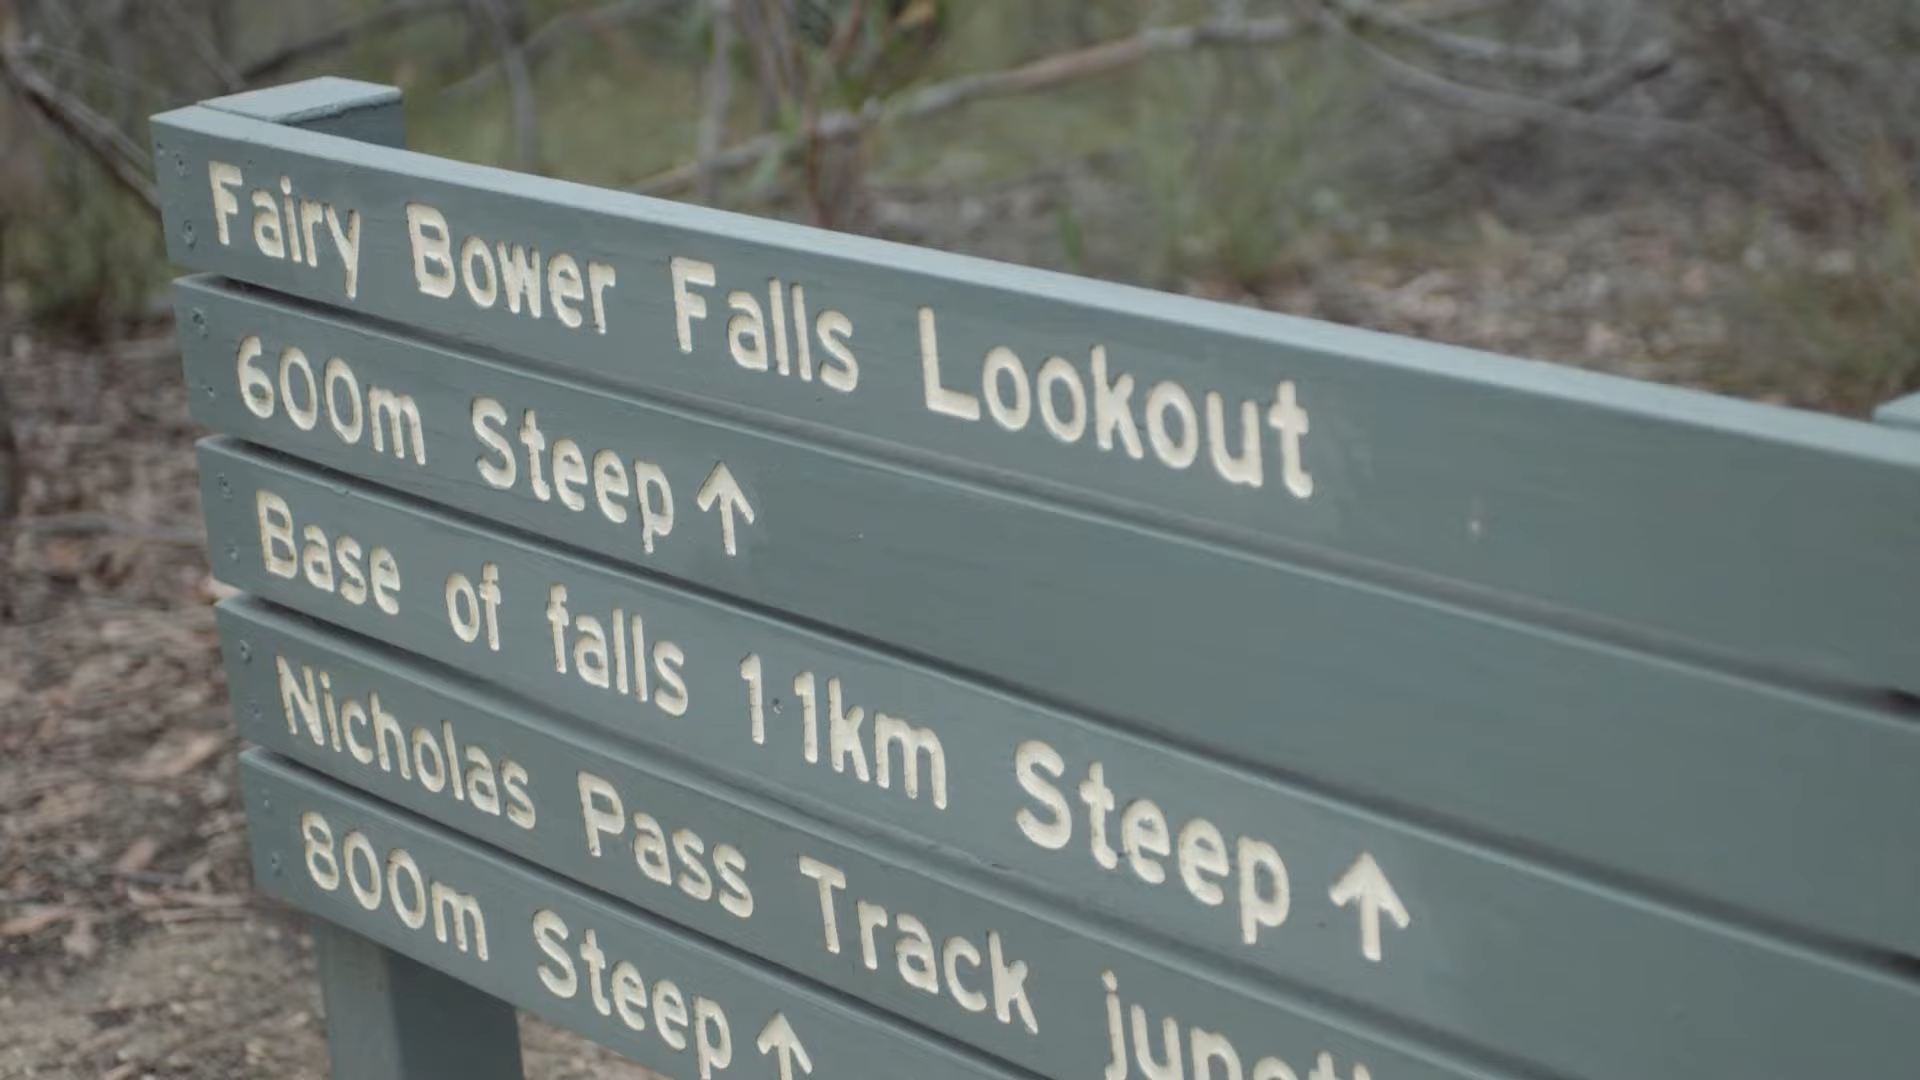 Fairy Bower Falls Lookout
600m Steep ↑
Base of falls 1·1km Steep ↑
Nicholas Pass Track
800m Steep ↑